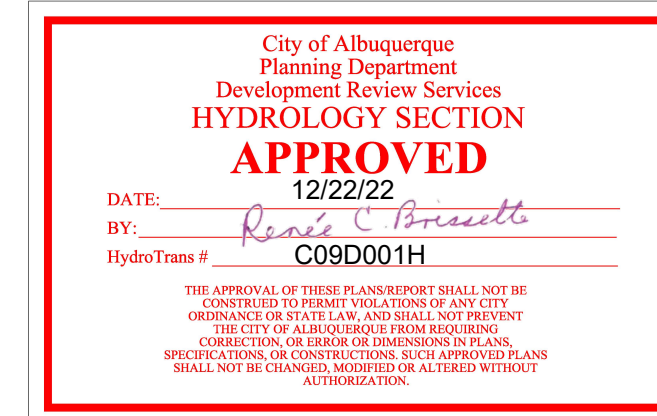 City of Albuquerque
Planning Department
Development Review Services
HYDROLOGY SECTION
APPROVED
DATE: 12/22/22
BY: Renée C. Brissette
HydroTrans # C09D001H
THE APPROVAL OF THESE PLANS/REPORT SHALL NOT BE
CONSTRUED TO PERMIT VIOLATIONS OF ANY CITY
ORDINANCE OR STATE LAW, AND SHALL NOT PREVENT
THE CITY OF ALBUQUERQUE FROM REQUIRING
CORRECTION, OR ERROR OR DIMENSIONS IN PLANS,
SPECIFICATIONS, OR CONSTRUCTIONS. SUCH APPROVED PLANS
SHALL NOT BE CHANGED, MODIFIED OR ALTERED WITHOUT
AUTHORIZATION.